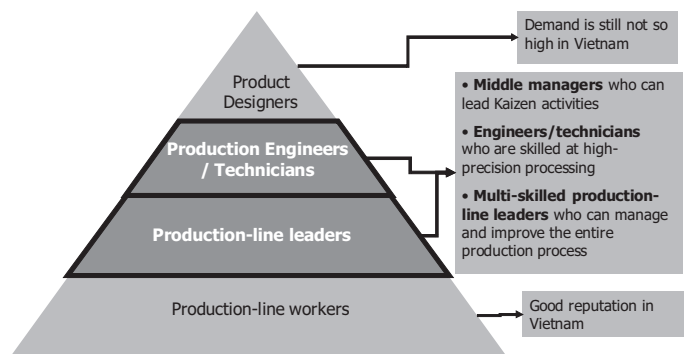 Demand is still not so
high in Vietnam
Product
Designers
• Middle managers who can
lead Kaizen activities
• Engineers/technicians
who are skilled at high-
precision processing
• Multi-skilled production-
line leaders who can manage
and improve the entire
production process
Production Engineers
/ Technicians
Production-line leaders
Production-line workers
Good reputation in
Vietnam